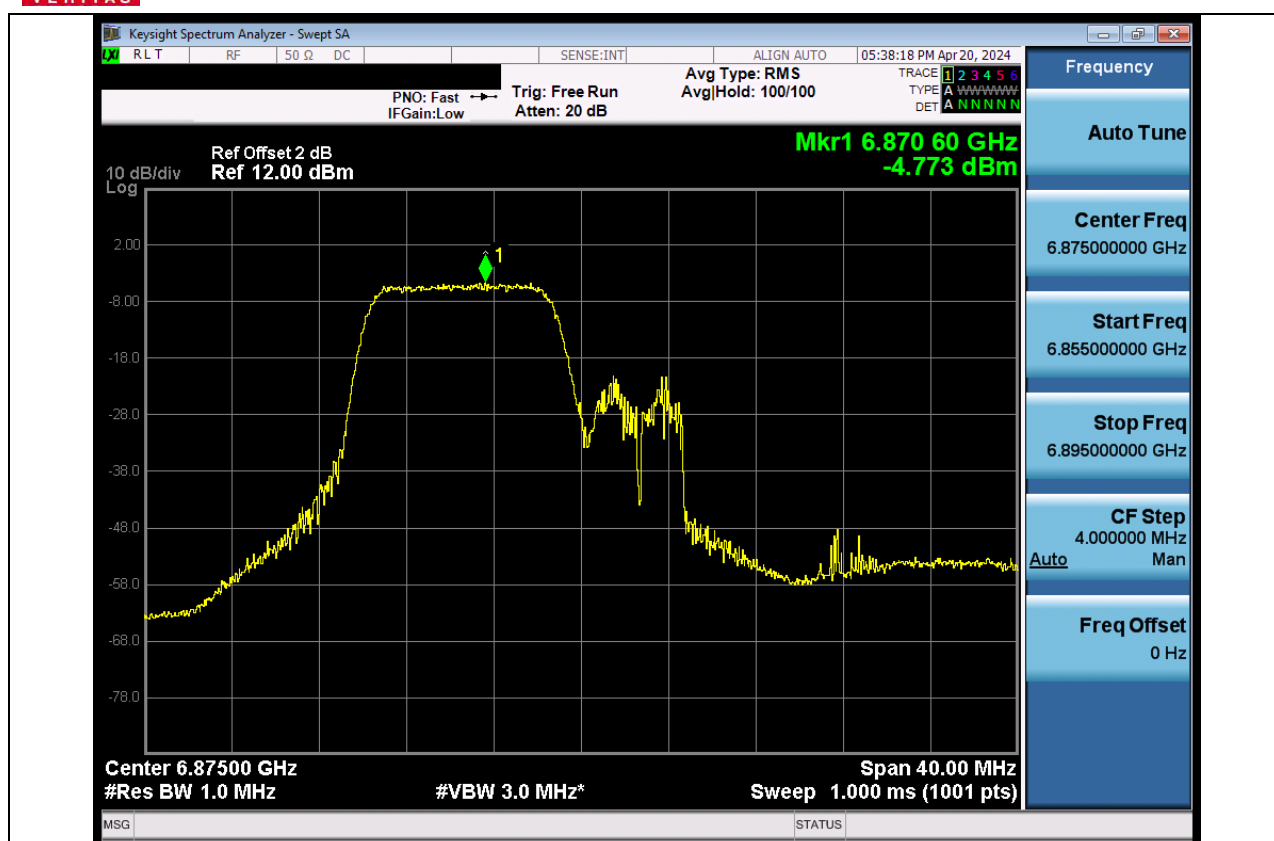 VERITAS
Keysight Spectrum Analyzer - Swept SA
LXI RLT RF 50 Ω DC SENSE:INT ALIGN AUTO 05:38:18 PM Apr 20, 2024
PNO: Fast Trig: Free Run Avg Type: RMS TRACE 1 2 3 4 5 6
IFGain:Low Atten: 20 dB Avg|Hold: 100/100 TYPE A WWWWW
DET A N N N N N
Mkr1 6.870 60 GHz
-4.773 dBm
Ref Offset 2 dB
10 dB/div Ref 12.00 dBm
Log
1
2.00
-8.00
-18.0
-28.0
-38.0
-48.0
-58.0
-68.0
-78.0
Center 6.87500 GHz Span 40.00 MHz
#Res BW 1.0 MHz #VBW 3.0 MHz* Sweep 1.000 ms (1001 pts)
MSG STATUS
Frequency
Auto Tune
Center Freq
6.875000000 GHz
Start Freq
6.855000000 GHz
Stop Freq
6.895000000 GHz
CF Step
4.000000 MHz
Auto Man
Freq Offset
0 Hz